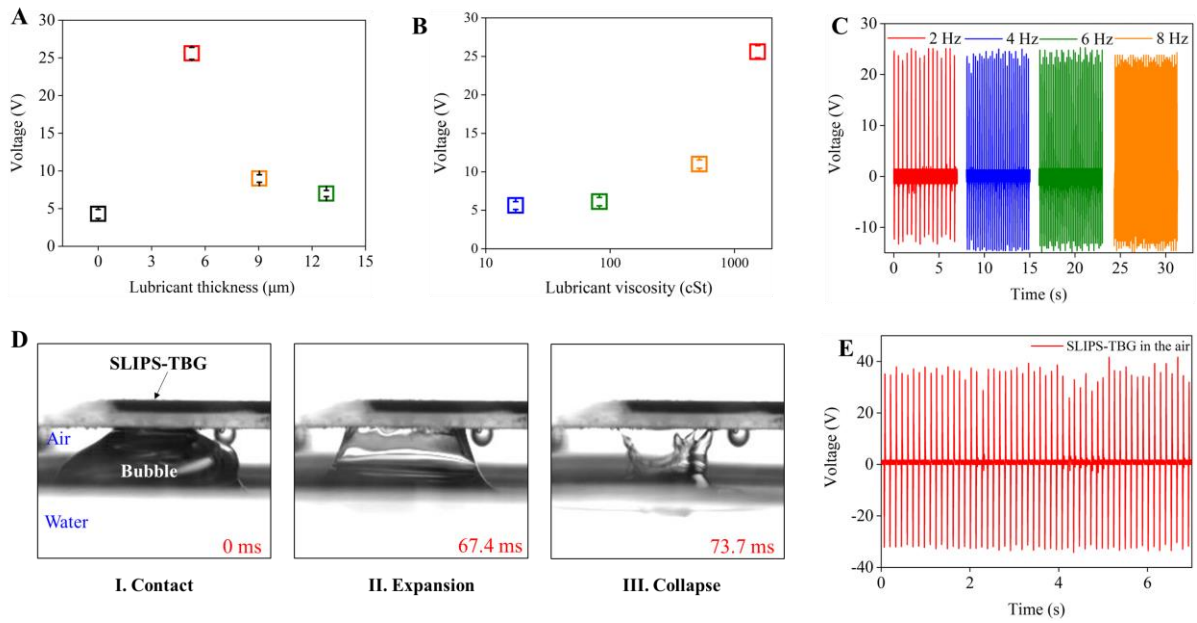 A
Voltage (V)
30
25
20
15
10
5
0
0 3 6 9 12 15
Lubricant thickness (μm)
B
Voltage (V)
30
25
20
15
10
5
0
10 100 1000
Lubricant viscosity (cSt)
C
2 Hz 4 Hz 6 Hz 8 Hz
Voltage (V)
30
20
10
0
-10
0 5 10 15 20 25 30
Time (s)
D
SLIPS-TBG
Air
Bubble
Water
0 ms
67.4 ms
73.7 ms
I. Contact
II. Expansion
III. Collapse
E
SLIPS-TBG in the air
Voltage (V)
40
20
0
-20
-40
0 2 4 6
Time (s)